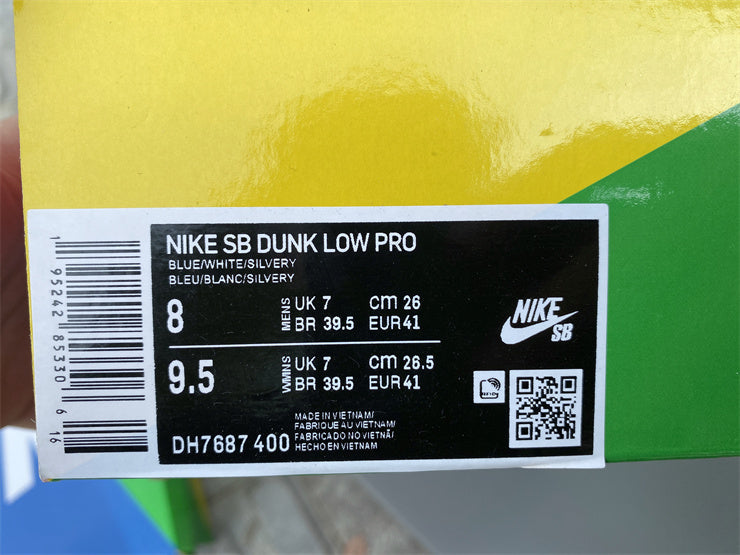 NIKE SB DUNK LOW PRO
BLUE/WHITE/SILVERY
BLEU/BLANC/SILVERY
8 MENS UK 7 cm 26
BR 39.5 EUR 41
9.5 WMNS UK 7 cm 26.5
BR 39.5 EUR 41
MADE IN VIETNAM/
FABRIQUE AU VIETNAM/
FABRICADO NO VIETNÃ/
HECHO EN VIETNAM
DH7687 400
NIKE
SB
1 95242 85330 6 16